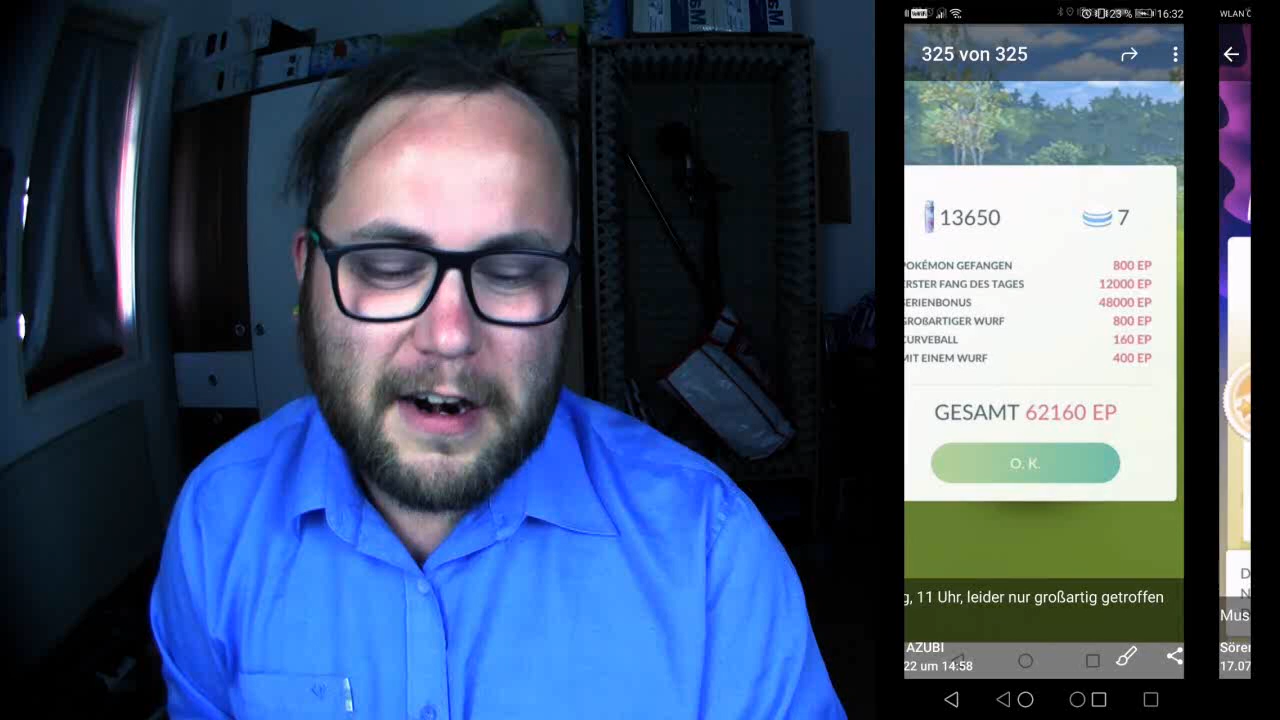 23 % 16:32
WLAN
325 von 325
13650
7
POKÉMON GEFANGEN 800 EP
ERSTER FANG DES TAGES 12000 EP
SERIENBONUS 48000 EP
GROßARTIGER WURF 800 EP
CURVEBALL 160 EP
MIT EINEM WURF 400 EP
GESAMT 62160 EP
O. K.
g, 11 Uhr, leider nur großartig getroffen
Mus
AZUBI
22 um 14:58
Sören
17.07